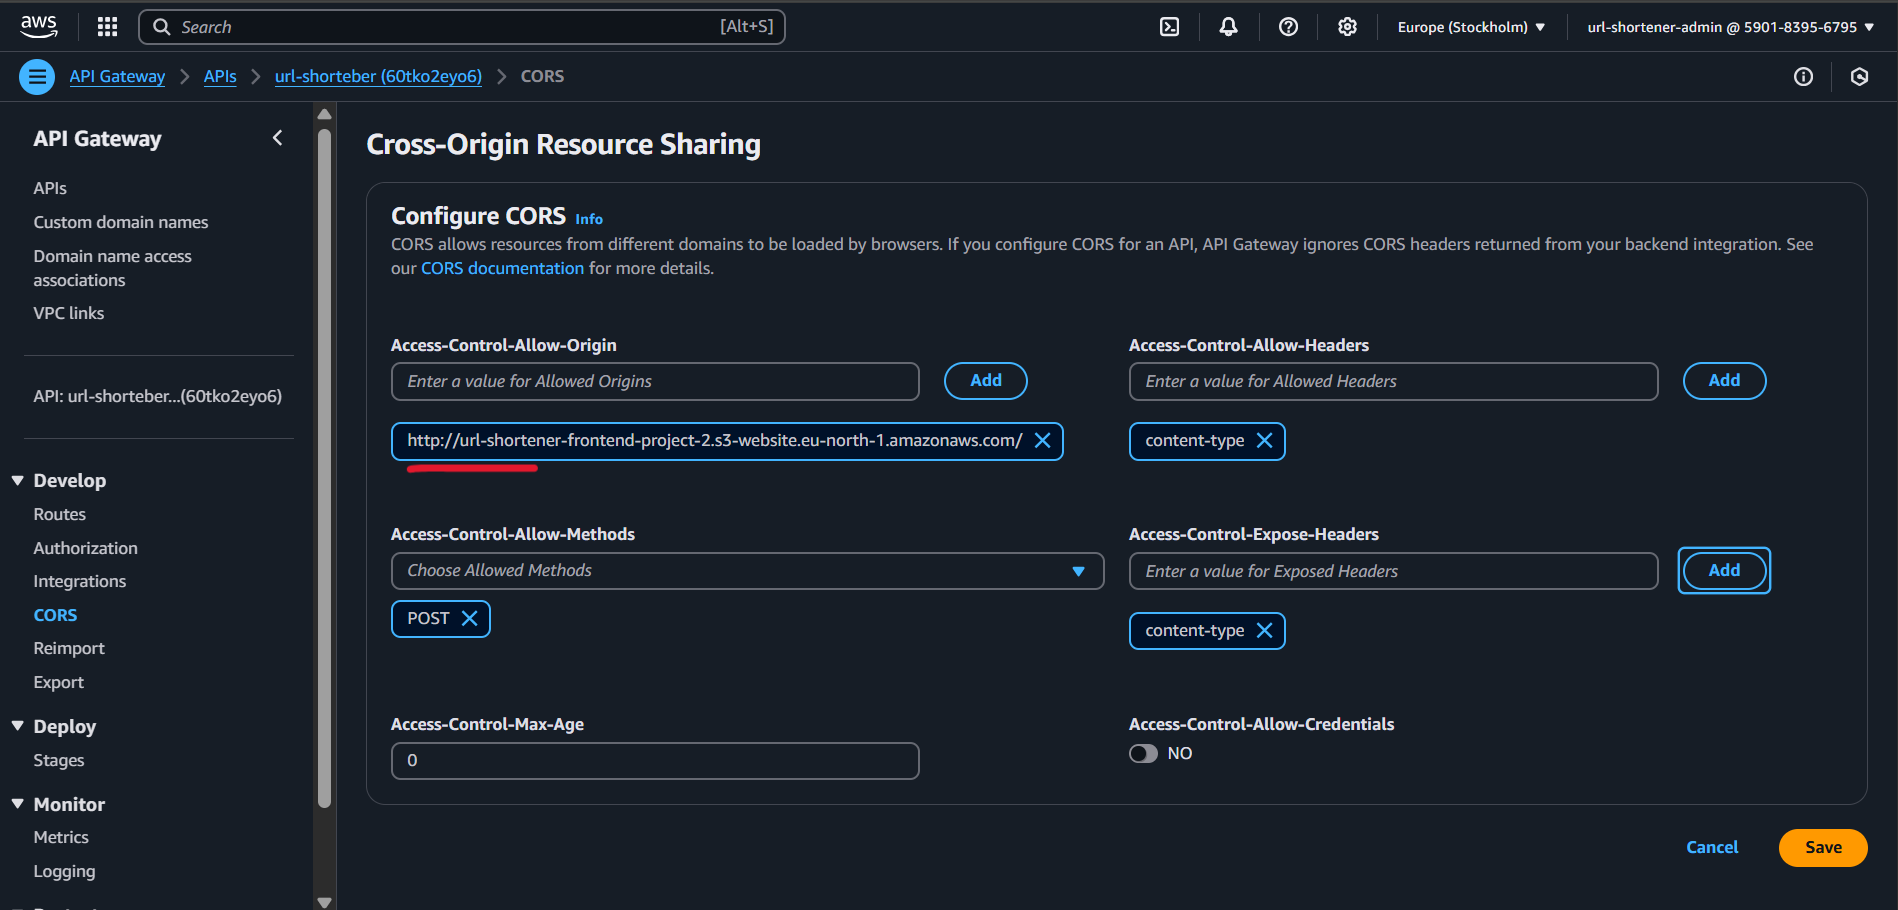 aws
Search [Alt+S]
Europe (Stockholm)
url-shortener-admin @ 5901-8395-6795
API Gateway
APIs
url-shorteber (60tko2eyo6)
CORS
API Gateway
APIs
Custom domain names
Domain name access
associations
VPC links
API: url-shorteber...(60tko2eyo6)
Develop
Routes
Authorization
Integrations
CORS
Reimport
Export
Deploy
Stages
Monitor
Metrics
Logging
Cross-Origin Resource Sharing
Configure CORS Info
CORS allows resources from different domains to be loaded by browsers. If you configure CORS for an API, API Gateway ignores CORS headers returned from your backend integration. See
our CORS documentation for more details.
Access-Control-Allow-Origin
Enter a value for Allowed Origins
Add
http://url-shortener-frontend-project-2.s3-website.eu-north-1.amazonaws.com/
Access-Control-Allow-Headers
Enter a value for Allowed Headers
Add
content-type
Access-Control-Allow-Methods
Choose Allowed Methods
POST
Access-Control-Expose-Headers
Enter a value for Exposed Headers
Add
content-type
Access-Control-Max-Age
0
Access-Control-Allow-Credentials
NO
Cancel
Save